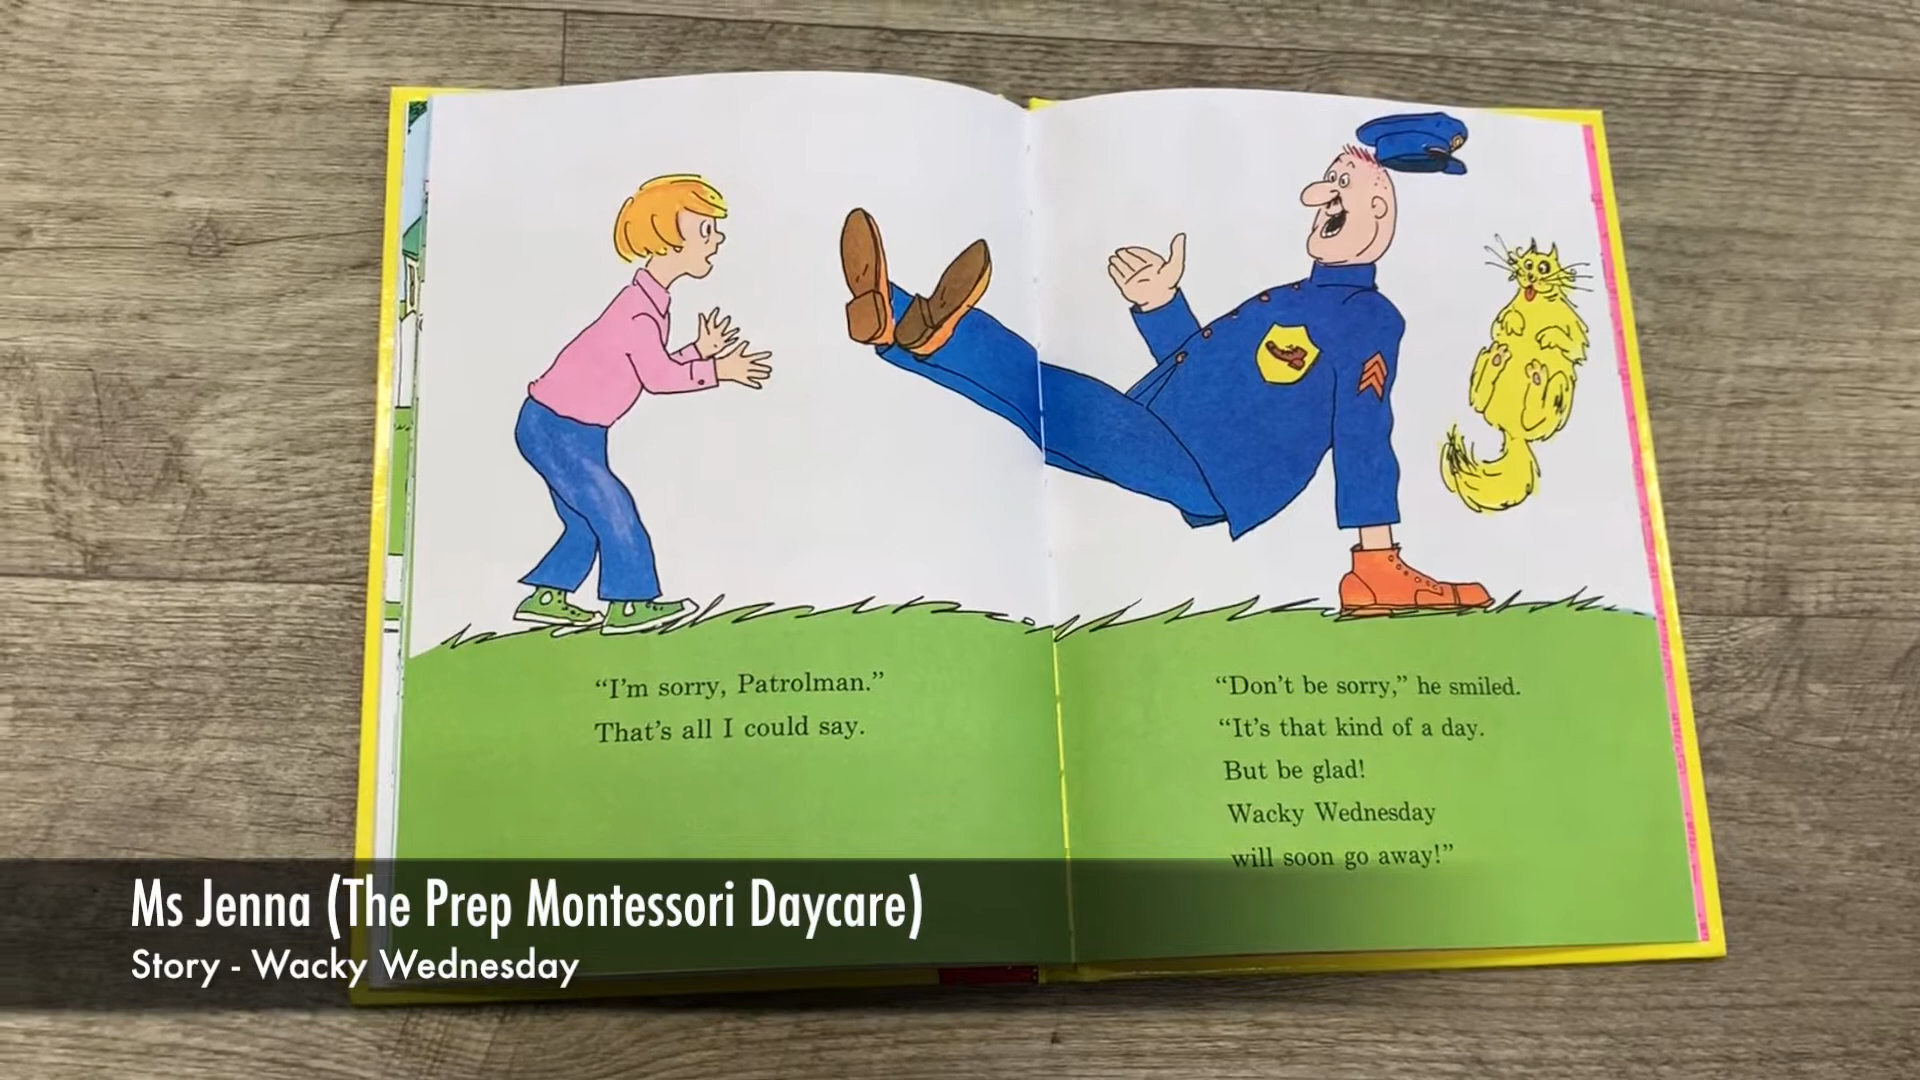 “I’m sorry, Patrolman.”
That’s all I could say.
“Don’t be sorry,” he smiled.
“It’s that kind of a day.
But be glad!
Wacky Wednesday
will soon go away!”
Ms Jenna (The Prep Montessori Daycare)
Story - Wacky Wednesday